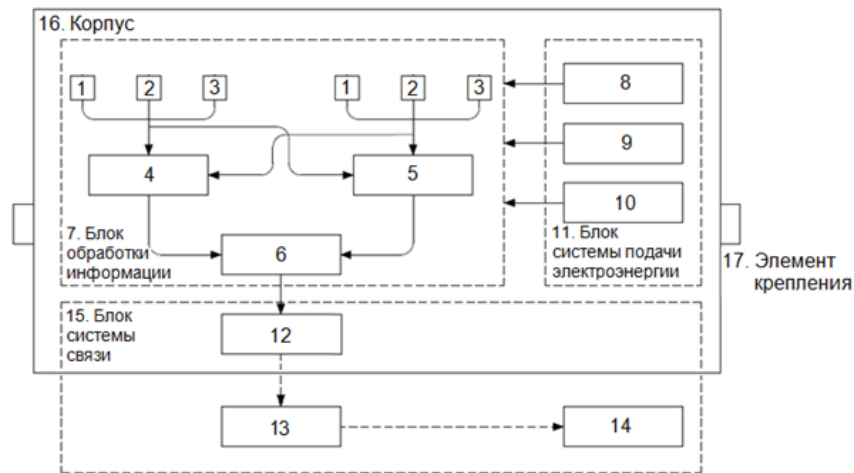 16. Корпус
1 2 3 1 2 3
8
9
10
4 5
7. Блок
обработки
информации
6
11. Блок
системы подачи
электроэнергии
17. Элемент
крепления
15. Блок
системы
связи
12
13 14